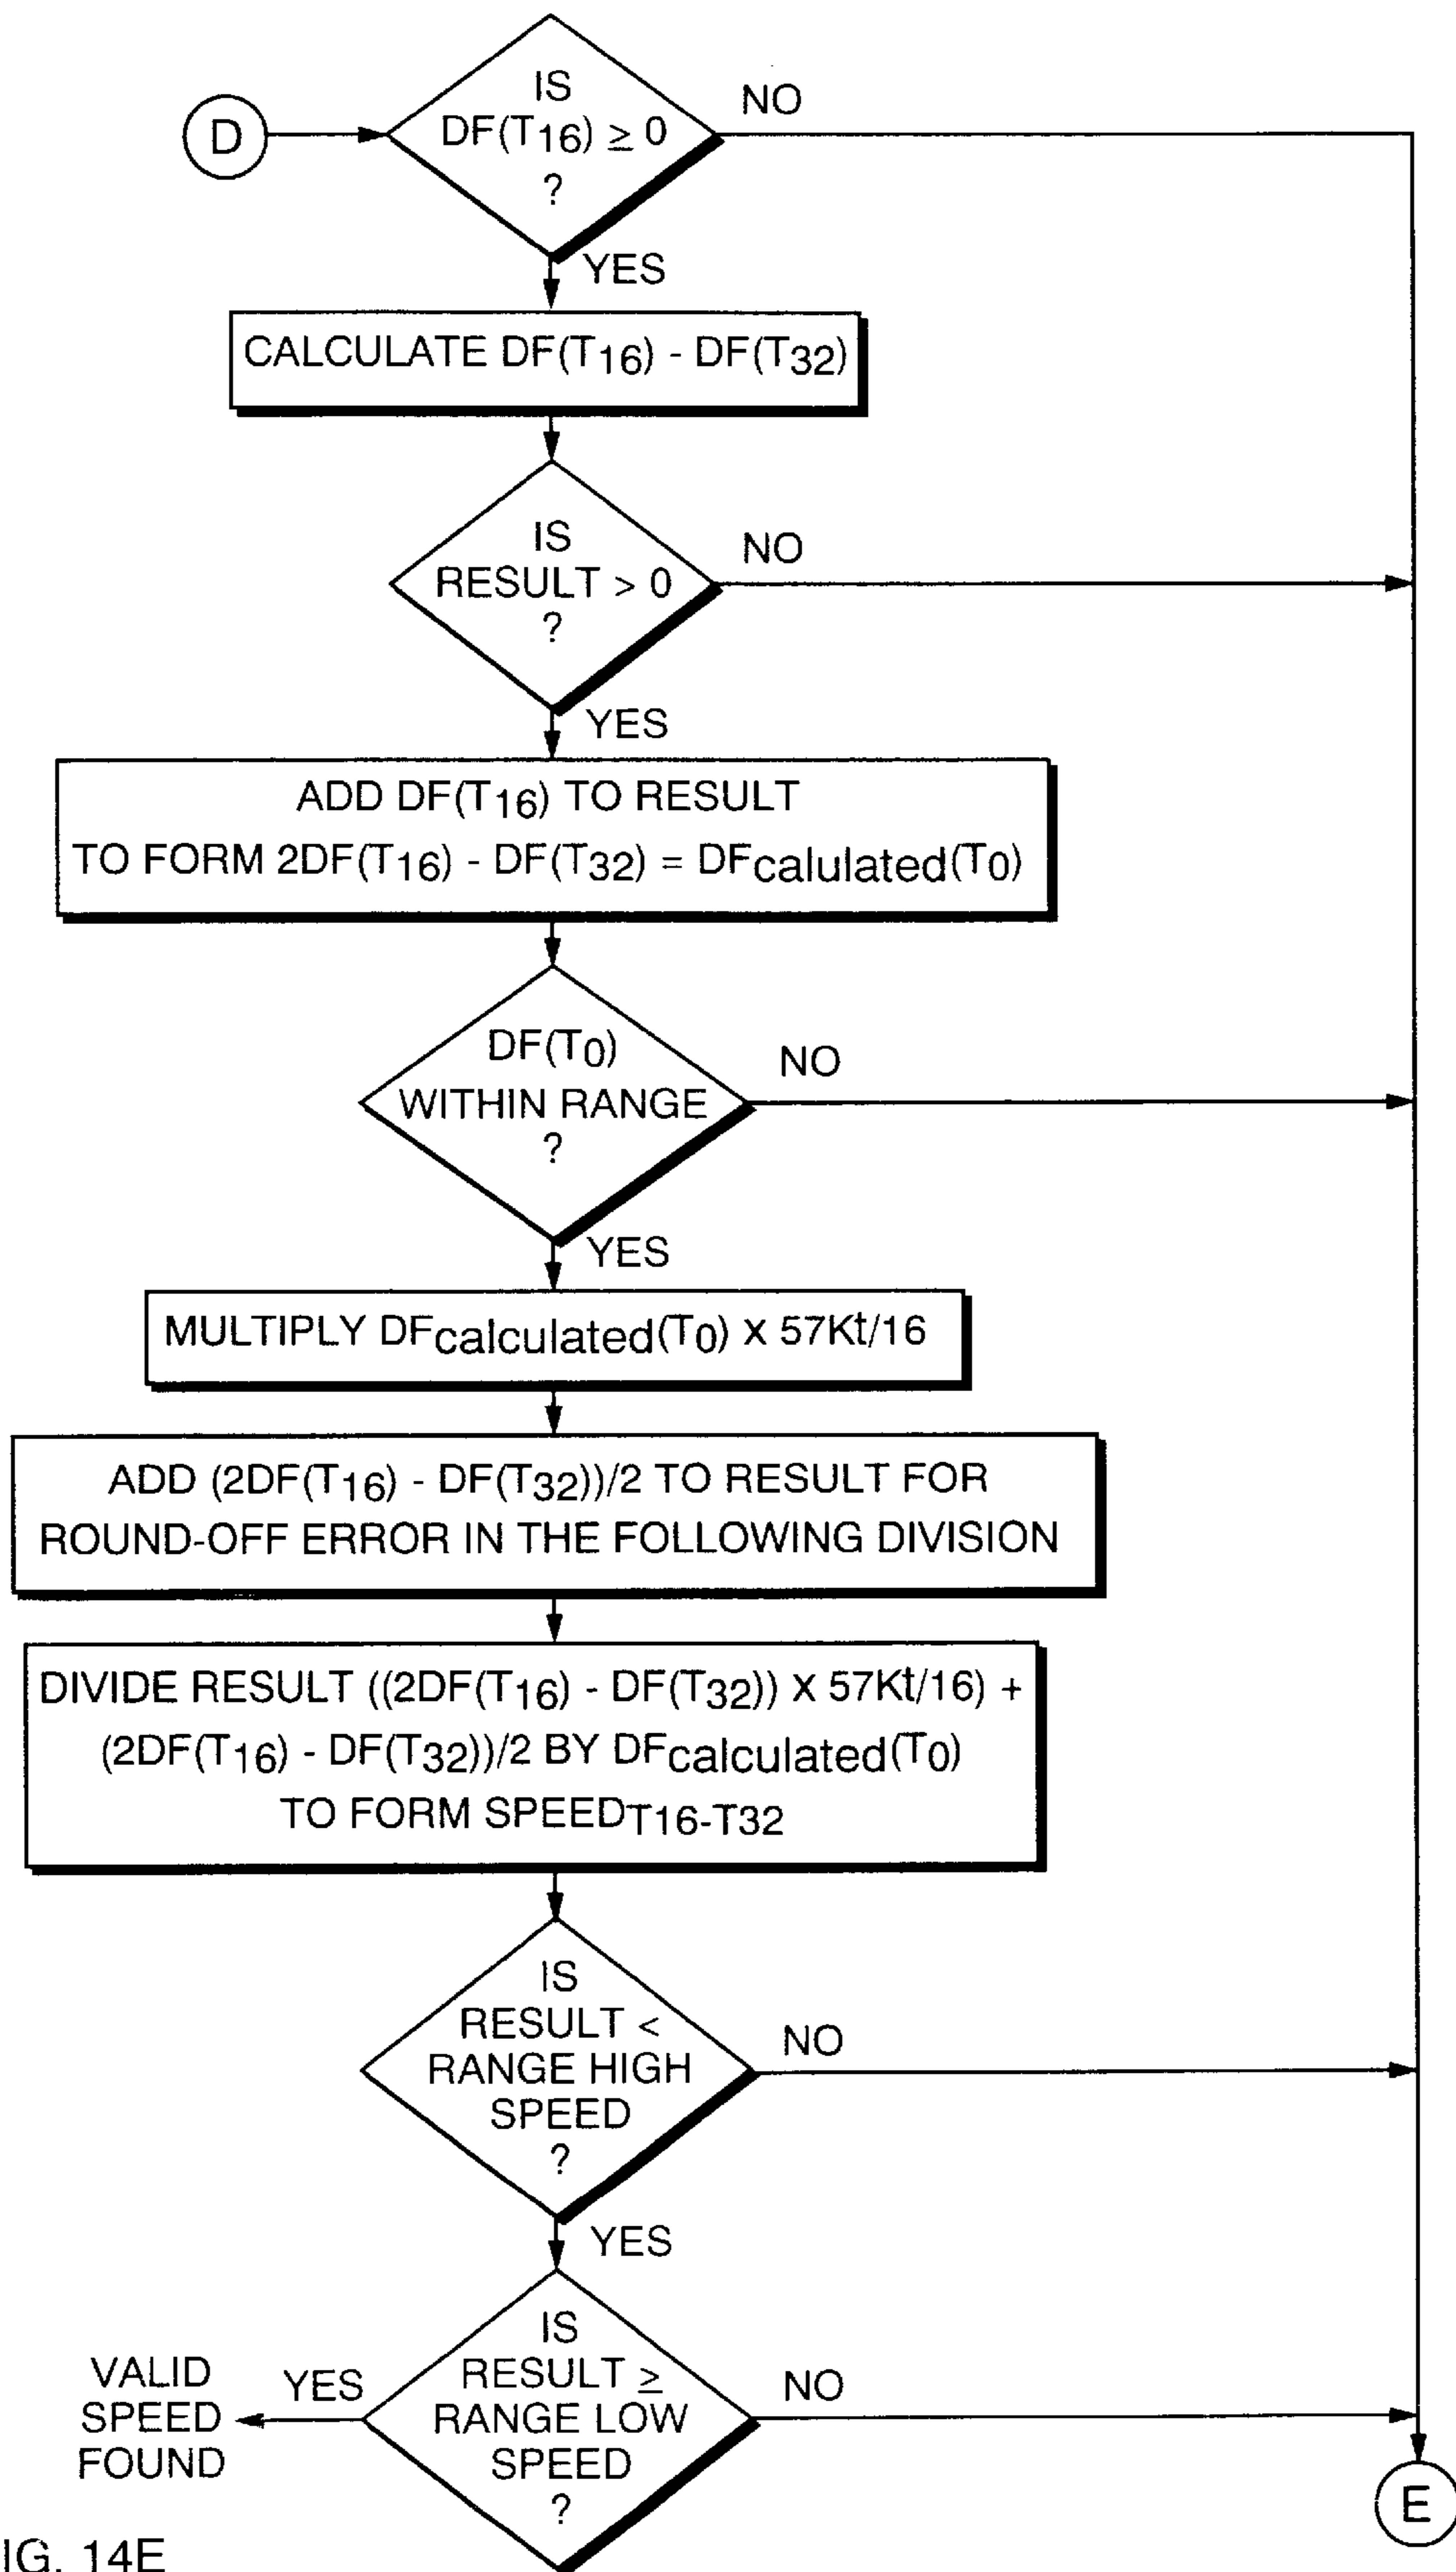 D
IS
DF(T16) ≥ 0
?
NO
YES
CALCULATE DF(T16) - DF(T32)
IS
RESULT > 0
?
NO
YES
ADD DF(T16) TO RESULT
TO FORM 2DF(T16) - DF(T32) = DFcalulated(T0)
DF(T0)
WITHIN RANGE
?
NO
YES
MULTIPLY DFcalculated(T0) X 57Kt/16
ADD (2DF(T16) - DF(T32))/2 TO RESULT FOR
ROUND-OFF ERROR IN THE FOLLOWING DIVISION
DIVIDE RESULT ((2DF(T16) - DF(T32)) X 57Kt/16) +
(2DF(T16) - DF(T32))/2 BY DFcalculated(T0)
TO FORM SPEEDT16-T32
IS
RESULT <
RANGE HIGH
SPEED
?
NO
YES
IS
RESULT ≥
RANGE LOW
SPEED
?
NO
YES
VALID
SPEED
FOUND
E
IG. 14E